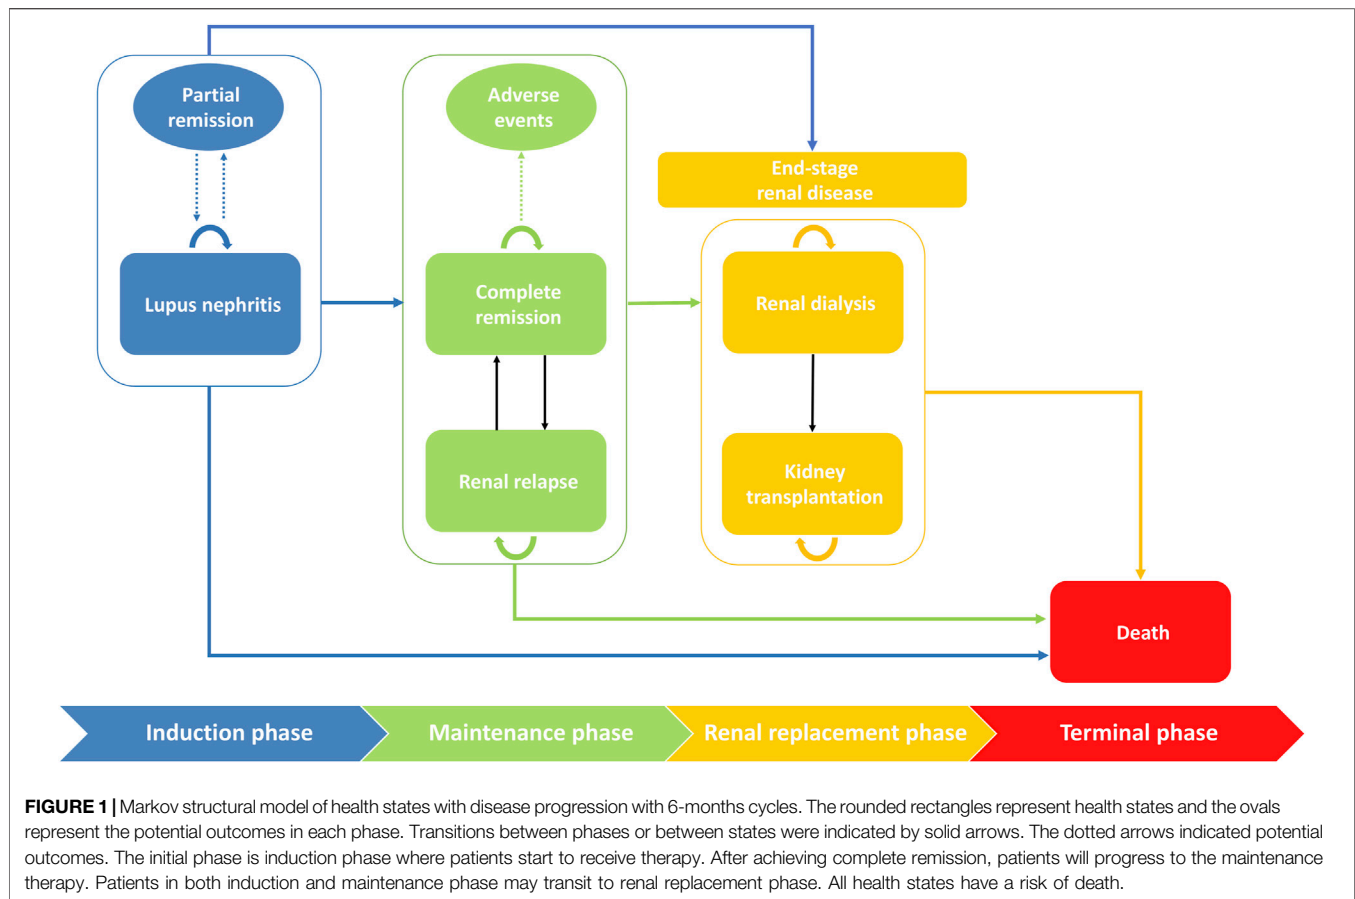 Partial
remission
Adverse
events
End-stage
renal disease
Lupus nephritis
Complete
remission
Renal dialysis
Renal relapse
Kidney
transplantation
Death
Induction phase
Maintenance phase
Renal replacement phase
Terminal phase
FIGURE 1 | Markov structural model of health states with disease progression with 6-months cycles. The rounded rectangles represent health states and the ovals
represent the potential outcomes in each phase. Transitions between phases or between states were indicated by solid arrows. The dotted arrows indicated potential
outcomes. The initial phase is induction phase where patients start to receive therapy. After achieving complete remission, patients will progress to the maintenance
therapy. Patients in both induction and maintenance phase may transit to renal replacement phase. All health states have a risk of death.